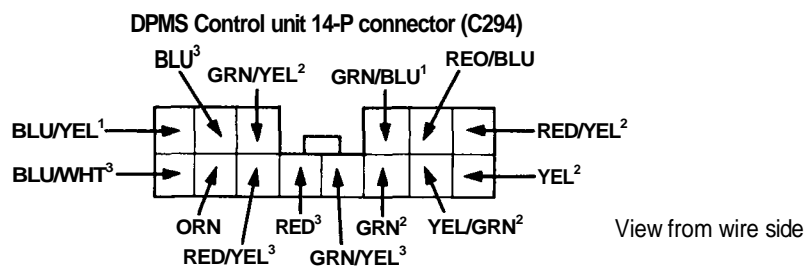 DPMS Control unit 14-P connector (C294)
BLU³
GRN/YEL²
GRN/BLU¹
REO/BLU
BLU/YEL¹
RED/YEL²
BLU/WHT³
YEL²
ORN
RED³
GRN²
YEL/GRN²
RED/YEL³
GRN/YEL³
View from wire side